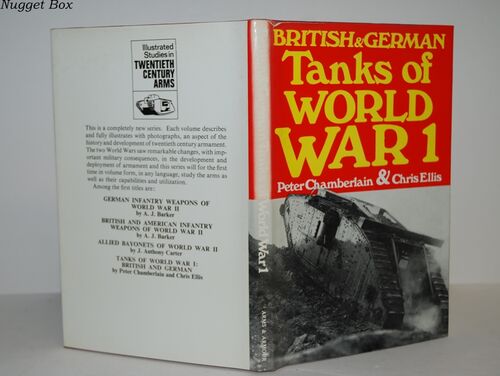 Nugget Box
Illustrated
Studies in
TWENTIETH
CENTURY
ARMS
This is a completely new series. Each volume describes
and fully illustrates with photographs, an aspect of the
history and development of twentieth century armament.
The two World Wars saw remarkable changes, with imp-
ortant military consequences, in the development and
deployment of armament and this series will for the first
time in volume form, in any language, study the arms as
well as their capabilities and utilization.
Among the first titles are:
GERMAN INFANTRY WEAPONS OF
WORLD WAR II
by A. J. Barker
BRITISH AND AMERICAN INFANTRY
WEAPONS OF WORLD WAR II
by A. J. Barker
ALLIED BAYONETS OF WORLD WAR II
by J. Anthony Carter
TANKS OF WORLD WAR I:
BRITISH AND GERMAN
by Peter Chamberlain and Chris Ellis
World War 1
ARMS & ARMOUR
BRITISH & GERMAN
Tanks of
WORLD
WAR 1
Peter Chamberlain & Chris Ellis